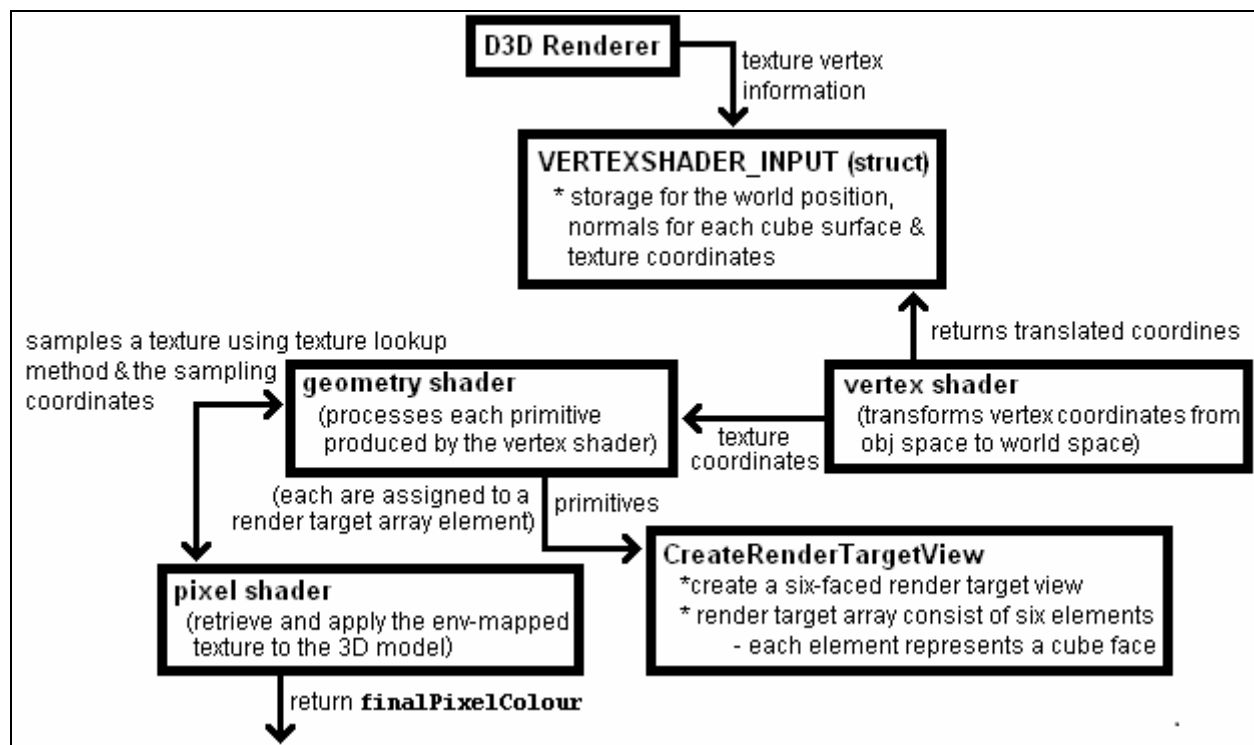 D3D Renderer
texture vertex
information
VERTEXSHADER_INPUT (struct)
* storage for the world position,
normals for each cube surface &
texture coordinates
returns translated coordines
samples a texture using texture lookup
method & the sampling
coordinates
geometry shader
(processes each primitive
produced by the vertex shader)
texture
coordinates
vertex shader
(transforms vertex coordinates from
obj space to world space)
(each are assigned to a
render target array element)
primitives
CreateRenderTargetView
*create a six-faced render target view
* render target array consist of six elements
- each element represents a cube face
pixel shader
(retrieve and apply the env-mapped
texture to the 3D model)
return finalPixelColour